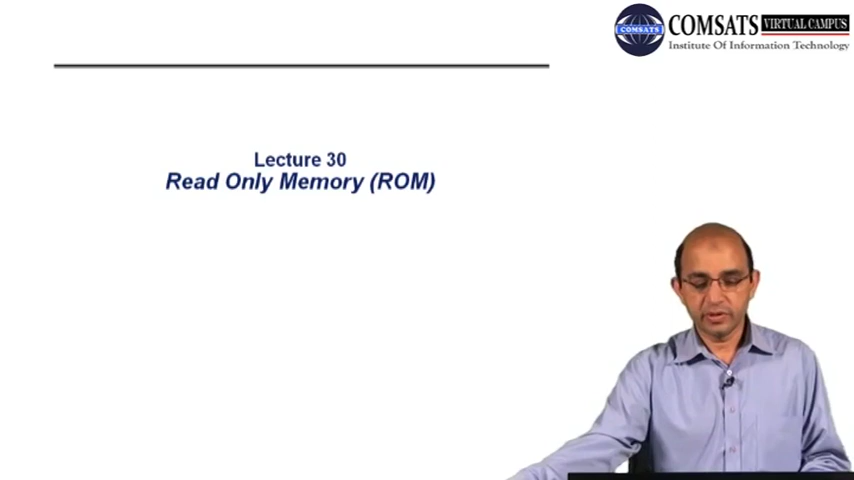 COMSATS VIRTUAL CAMPUS
Institute Of Information Technology
COMSATS
Lecture 30
Read Only Memory (ROM)